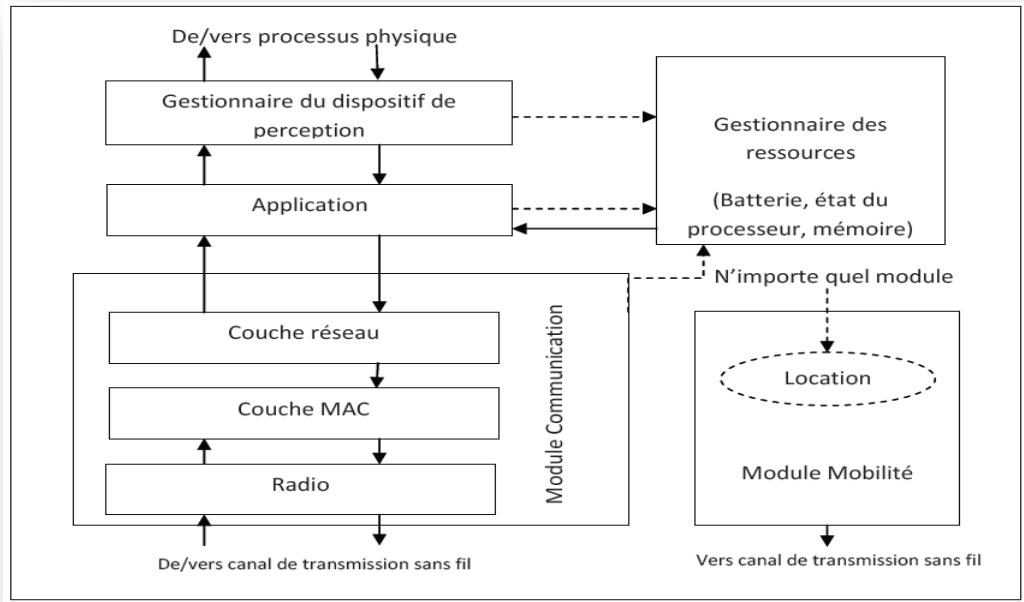 De/vers processus physique
Gestionnaire du dispositif de
perception
Gestionnaire des
ressources
(Batterie, état du
processeur, mémoire)
Application
N'importe quel module
Module Communication
Couche réseau
Couche MAC
Radio
Location
Module Mobilité
De/vers canal de transmission sans fil
Vers canal de transmission sans fil